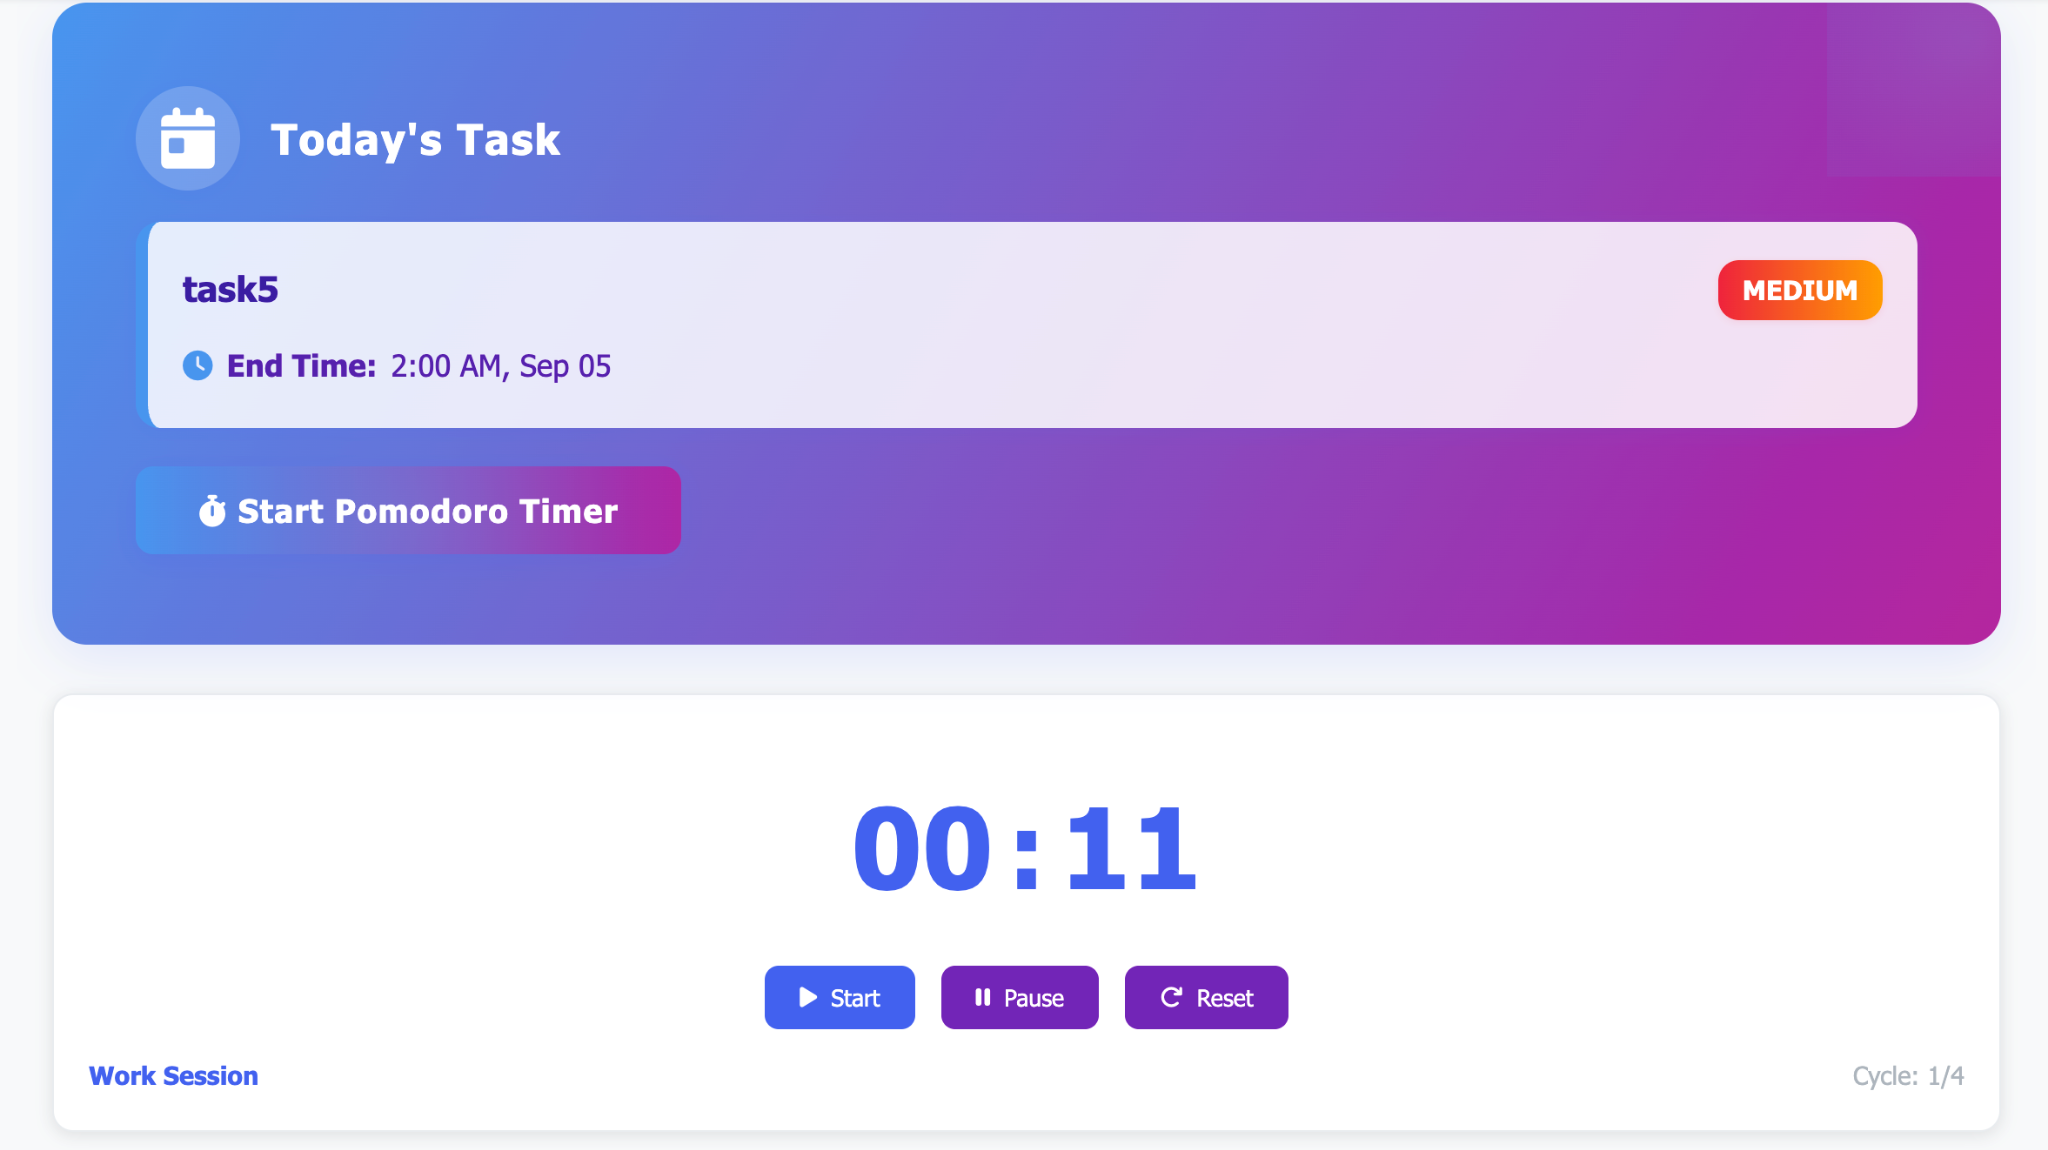 Today's Task
task5
MEDIUM
End Time: 2:00 AM, Sep 05
Start Pomodoro Timer
00:11
Start
Pause
Reset
Work Session
Cycle: 1/4